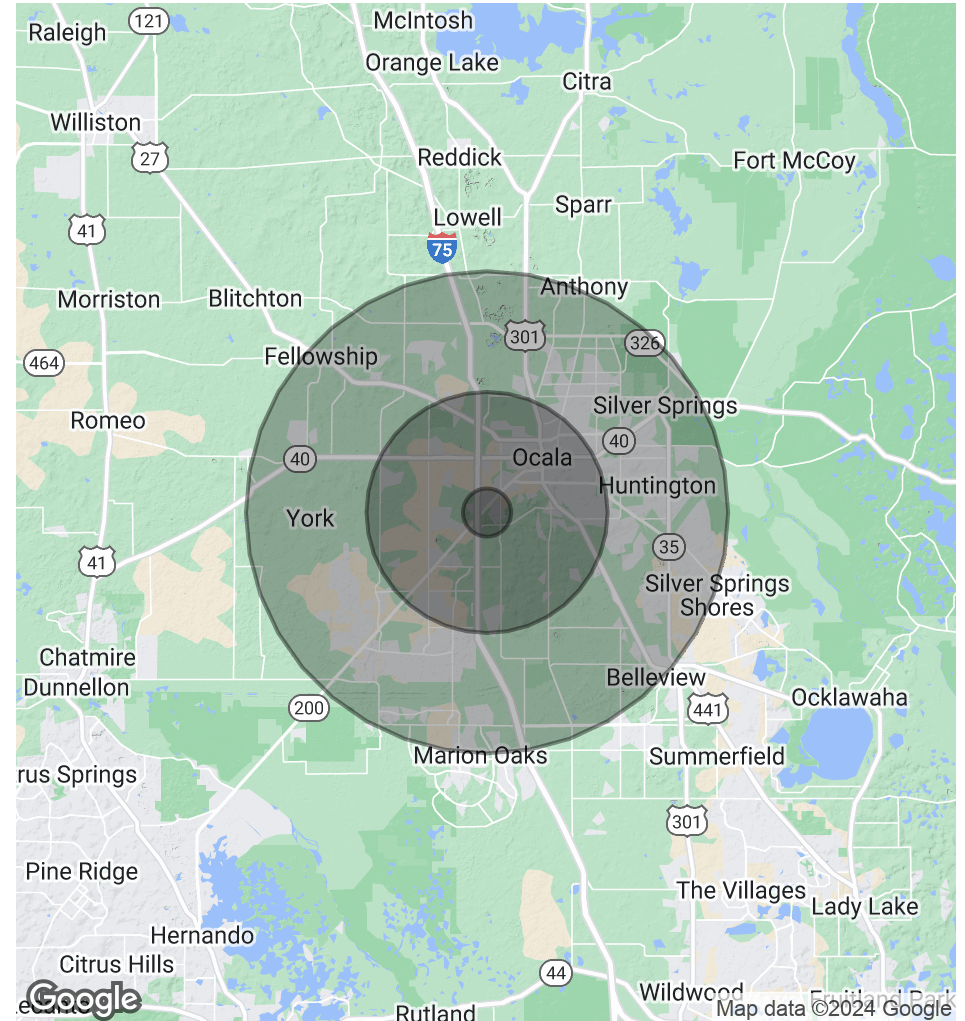 McIntosh
121
Raleigh
Orange Lake
Citra
Williston
27
Reddick
Fort McCoy
Sparr
Lowell
41
75
Anthony
Morriston
Blitchton
301
326
Fellowship
464
Silver Springs
Romeo
40
Ocala
40
Huntington
York
35
41
Silver Springs
Shores
Chatmire
Belleview
Dunnellon
Ocklawaha
200
441
Marion Oaks
Summerfield
rus Springs
301
Pine Ridge
The Villages
Lady Lake
Hernando
Citrus Hills
44
Wildwood
Google
Fruitland Park
Map data ©2024 Google
Rutland